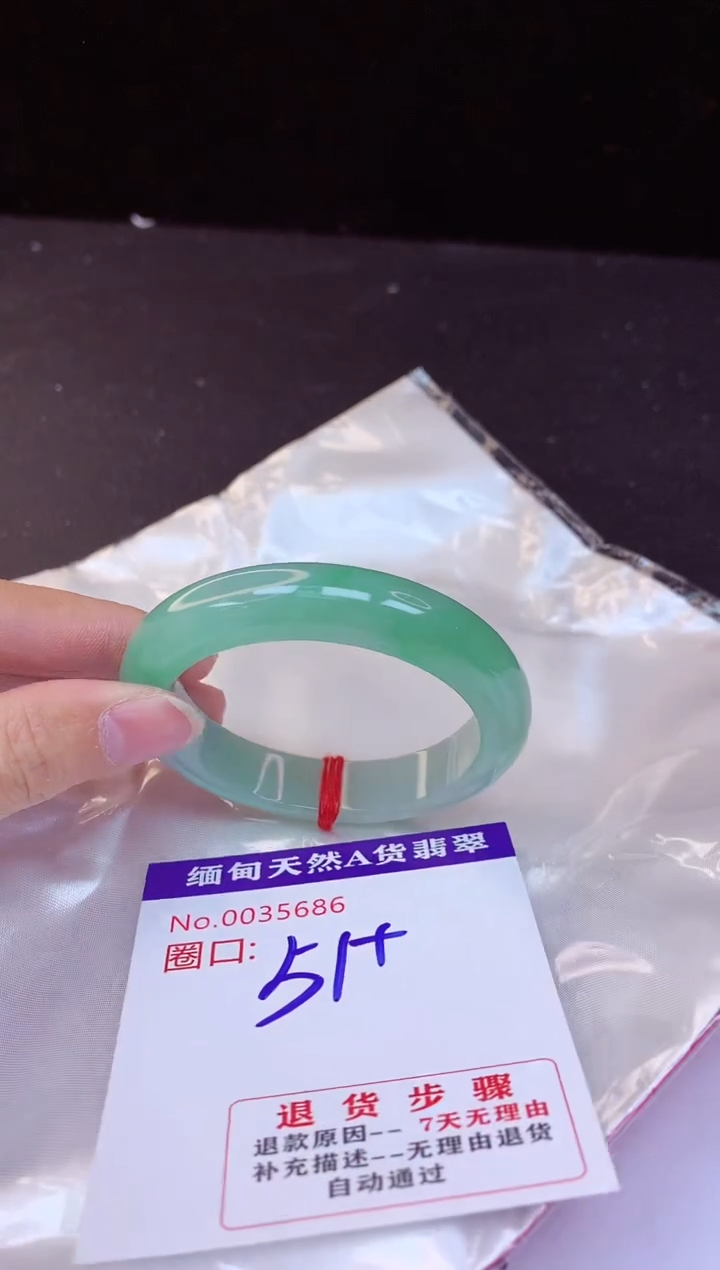 缅甸天然A货翡翠
No.0035686
圈口: 51+
退货步骤
退款原因--7天无理由
补充描述--无理由退货
自动通过